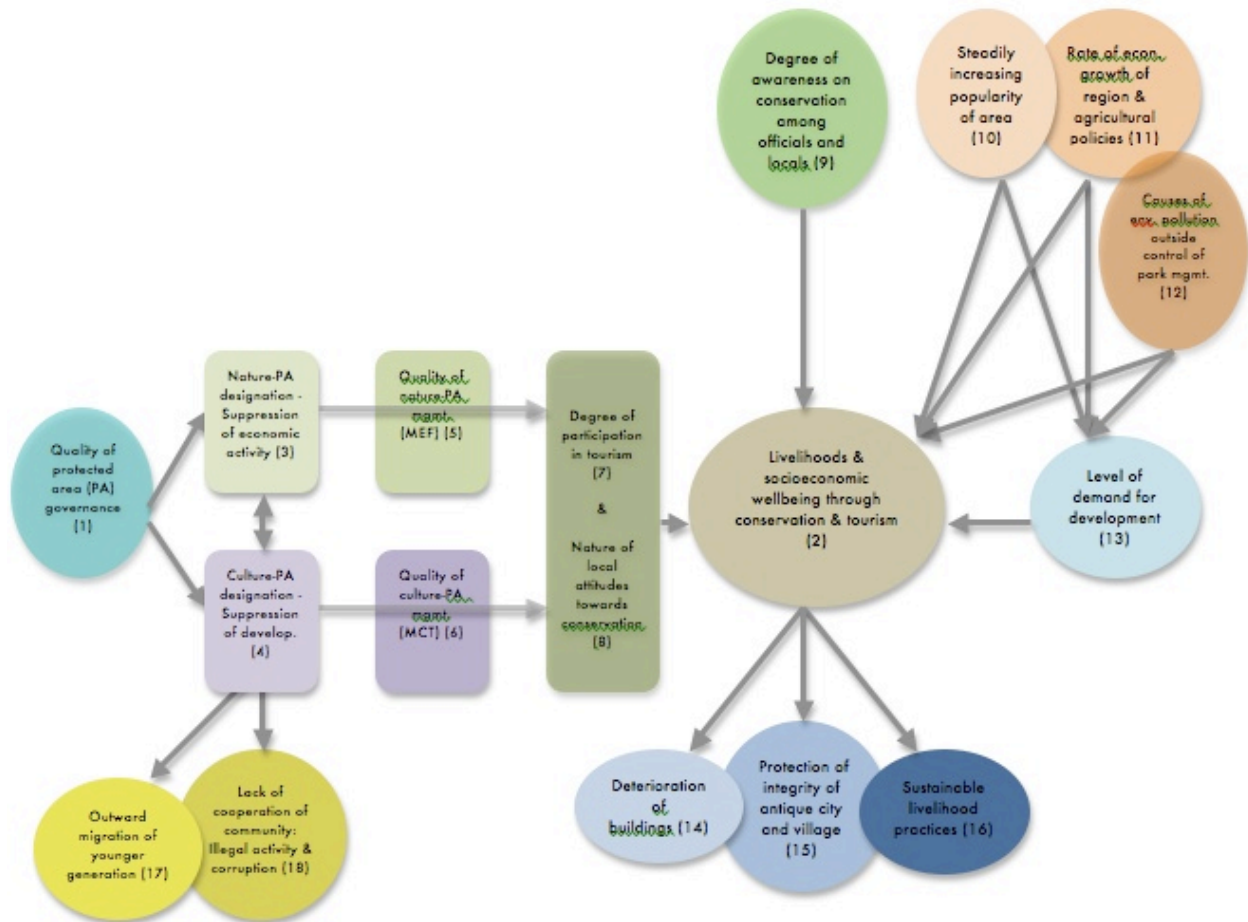 Degree of
awareness on
conservation
among
officials and
locals (9)
Steadily
increasing
popularity
of area
(10)
Rate of econ.
growth of
region &
agricultural
policies (11)
Causes of
env. pollution
outside
control of
park mgmt.
(12)
Quality of
protected
area (PA)
governance
(1)
Nature-PA
designation -
Suppression
of economic
activity (3)
Quality of
nature-PA
mgmt.
(MEF) (5)
Culture-PA
designation -
Suppression
of develop.
(4)
Quality of
culture-PA
mgmt.
(MCT) (6)
Degree of
participation
in tourism
(7)
&
Nature of
local
attitudes
towards
conservation
(8)
Livelihoods &
socioeconomic
wellbeing through
conservation & tourism
(2)
Level of
demand for
development
(13)
Outward
migration of
younger
generation (17)
Lack of
cooperation of
community:
Illegal activity &
corruption (18)
Deterioration
of
buildings (14)
Protection of
integrity of
antique city
and village
(15)
Sustainable
livelihood
practices (16)